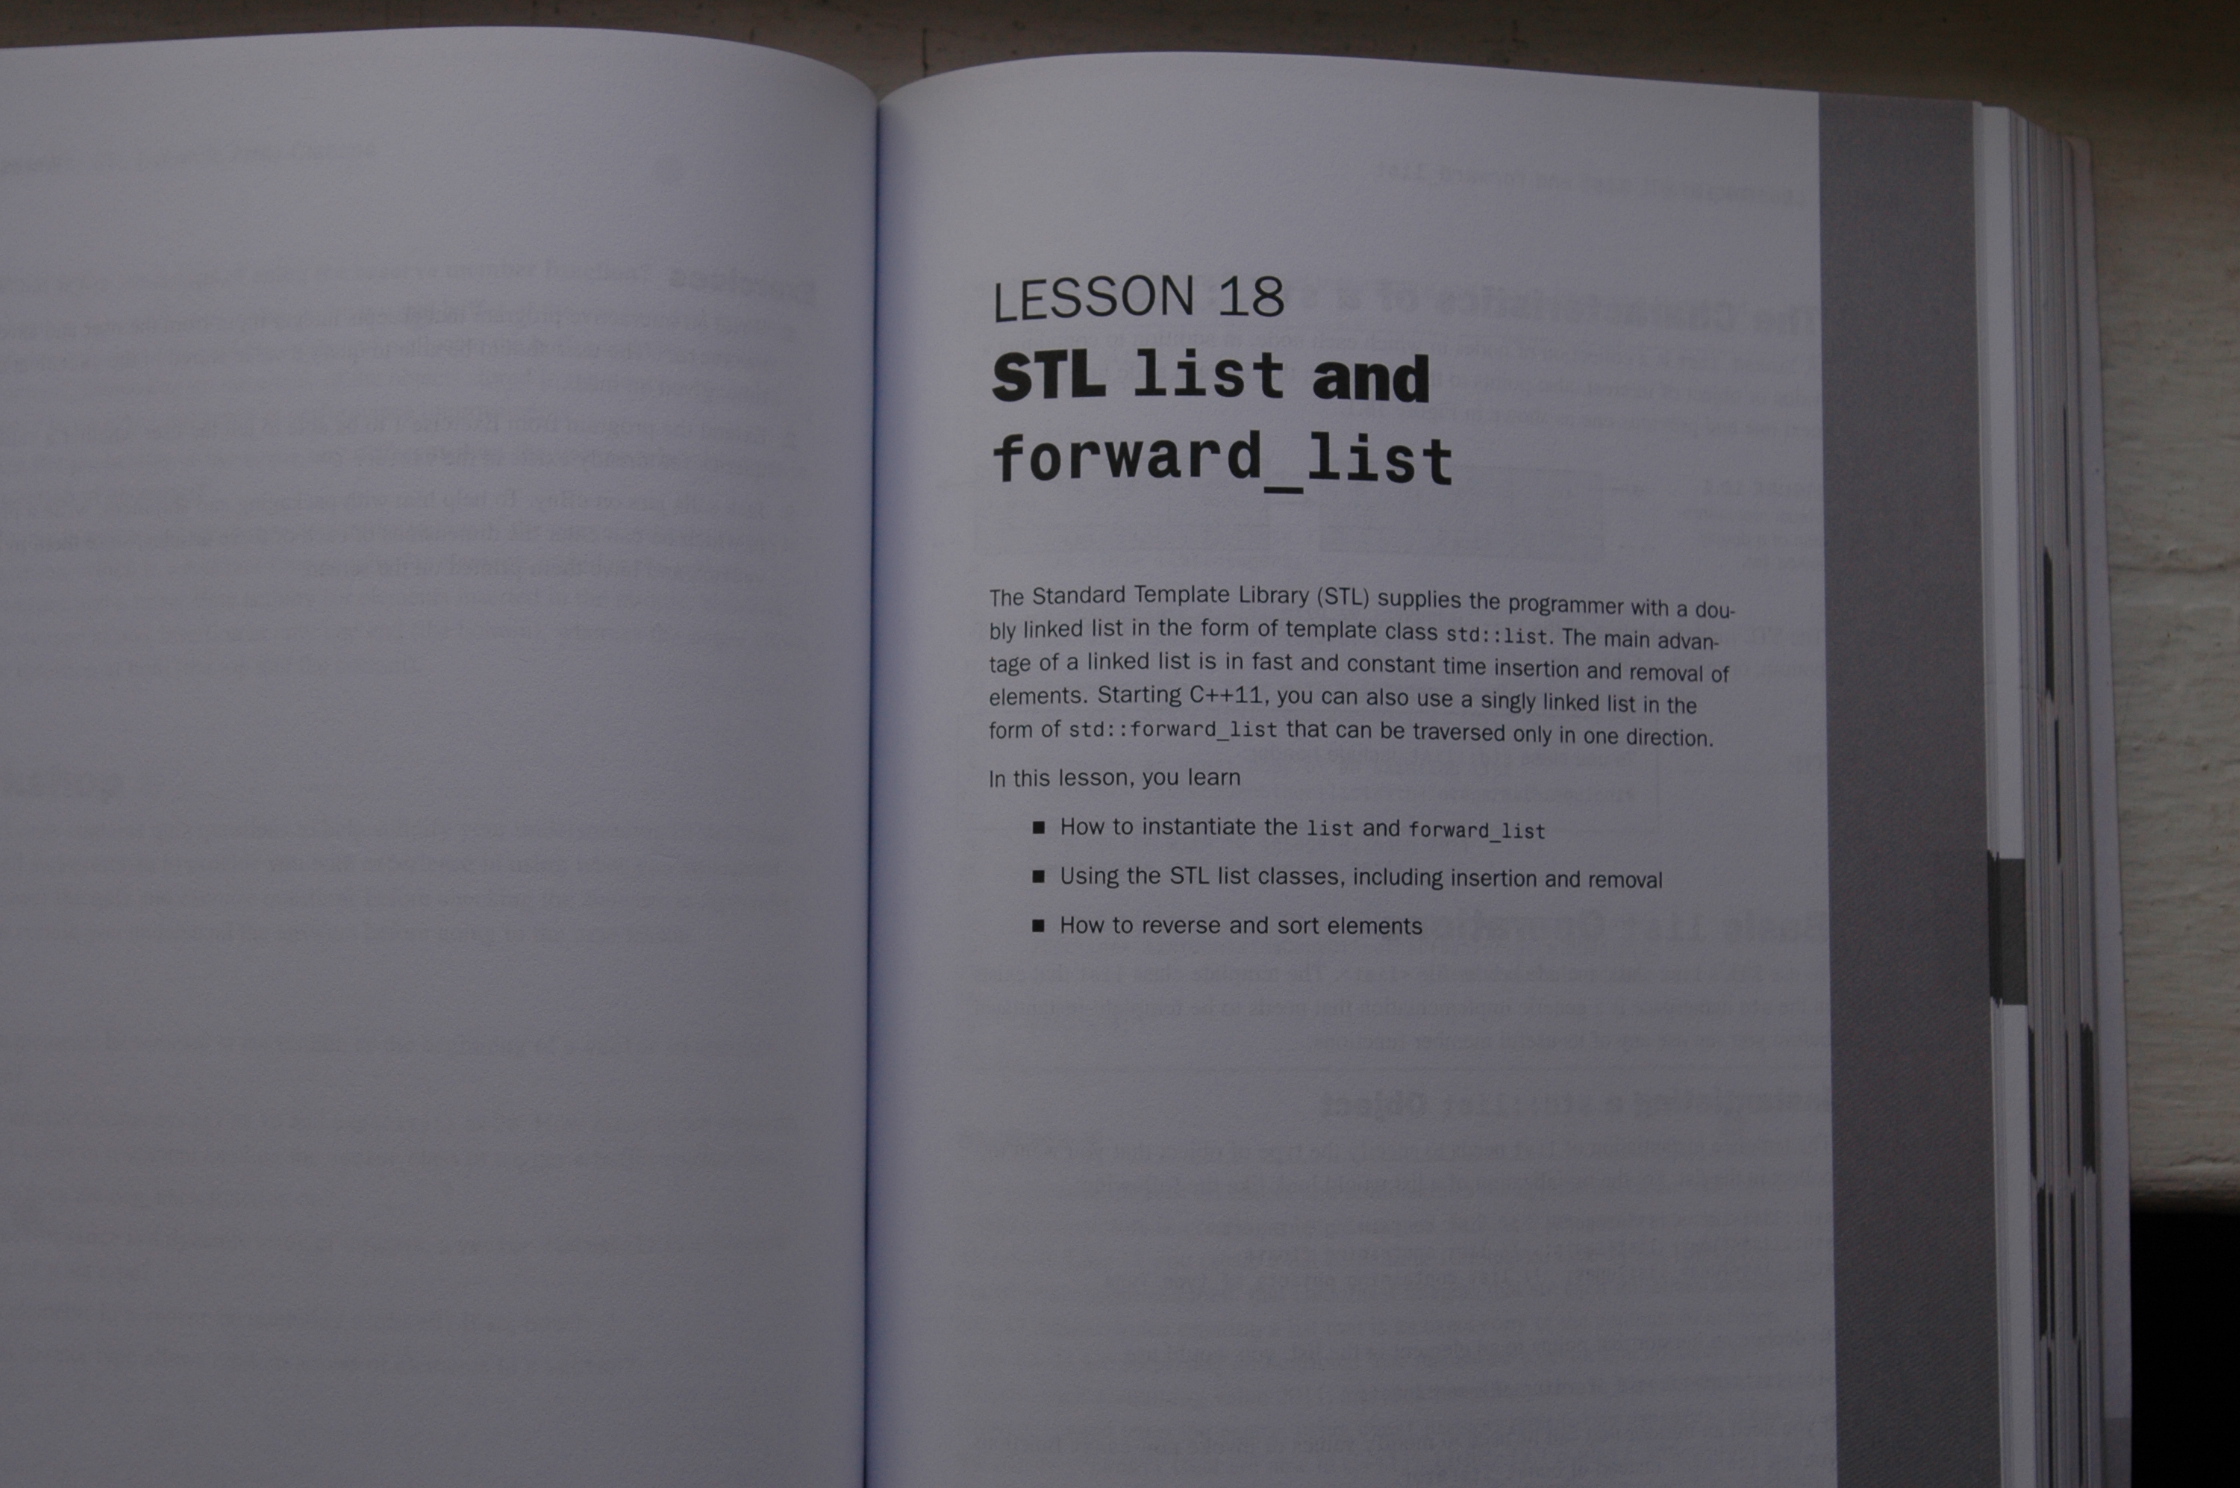 LESSON 18
STL list and
forward_list
The Standard Template Library (STL) supplies the programmer with a dou-
bly linked list in the form of template class std::list. The main advan-
tage of a linked list is in fast and constant time insertion and removal of
elements. Starting C++11, you can also use a singly linked list in the
form of std::forward_list that can be traversed only in one direction.
In this lesson, you learn
■ How to instantiate the list and forward_list
■ Using the STL list classes, including insertion and removal
■ How to reverse and sort elements